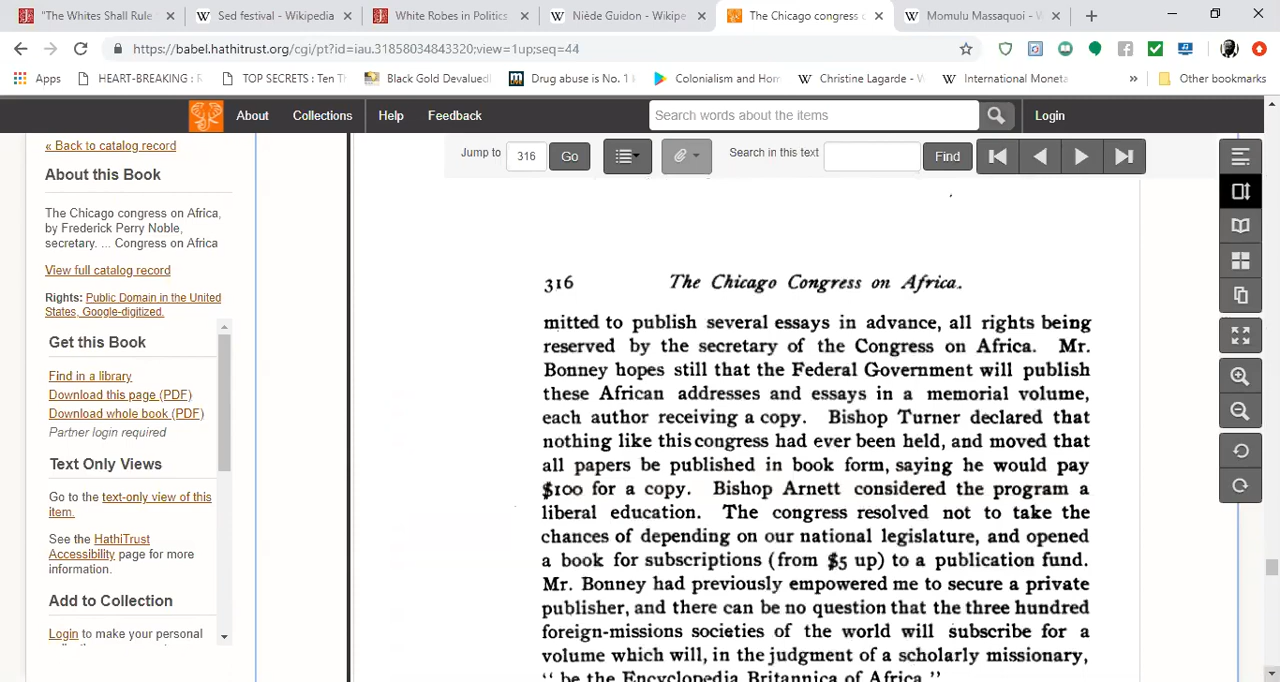 "The Whites Shall Rule
Sed festival - Wikipedia
White Robes in Politics
Niède Guidon - Wikipe
The Chicago congress o
Momulu Massaquoi - W
https://babel.hathitrust.org/cgi/pt?id=iau.31858034843320;view=1up;seq=44
Apps
HEART-BREAKING : R
TOP SECRETS : Ten Th
Black Gold Devalued
Drug abuse is No. 1
Colonialism and Hom
Christine Lagarde - W
International Moneta
»
Other bookmarks
About
Collections
Help
Feedback
Search words about the items
Login
« Back to catalog record
About this Book
The Chicago congress on Africa,
by Frederick Perry Noble,
secretary. ... Congress on Africa
View full catalog record
Rights: Public Domain in the United
States, Google-digitized.
Get this Book
Find in a library
Download this page (PDF)
Download whole book (PDF)
Partner login required
Text Only Views
Go to the text-only view of this
item.
See the HathiTrust
Accessibility page for more
information.
Add to Collection
Login to make your personal
Jump to
316
Go
Search in this text
Find
316 The Chicago Congress on Africa.
mitted to publish several essays in advance, all rights being
reserved by the secretary of the Congress on Africa. Mr.
Bonney hopes still that the Federal Government will publish
these African addresses and essays in a memorial volume,
each author receiving a copy. Bishop Turner declared that
nothing like this congress had ever been held, and moved that
all papers be published in book form, saying he would pay
$100 for a copy. Bishop Arnett considered the program a
liberal education. The congress resolved not to take the
chances of depending on our national legislature, and opened
a book for subscriptions (from $5 up) to a publication fund.
Mr. Bonney had previously empowered me to secure a private
publisher, and there can be no question that the three hundred
foreign-missions societies of the world will subscribe for a
volume which will, in the judgment of a scholarly missionary,
"be the Encyclopedia Britannica of Africa."